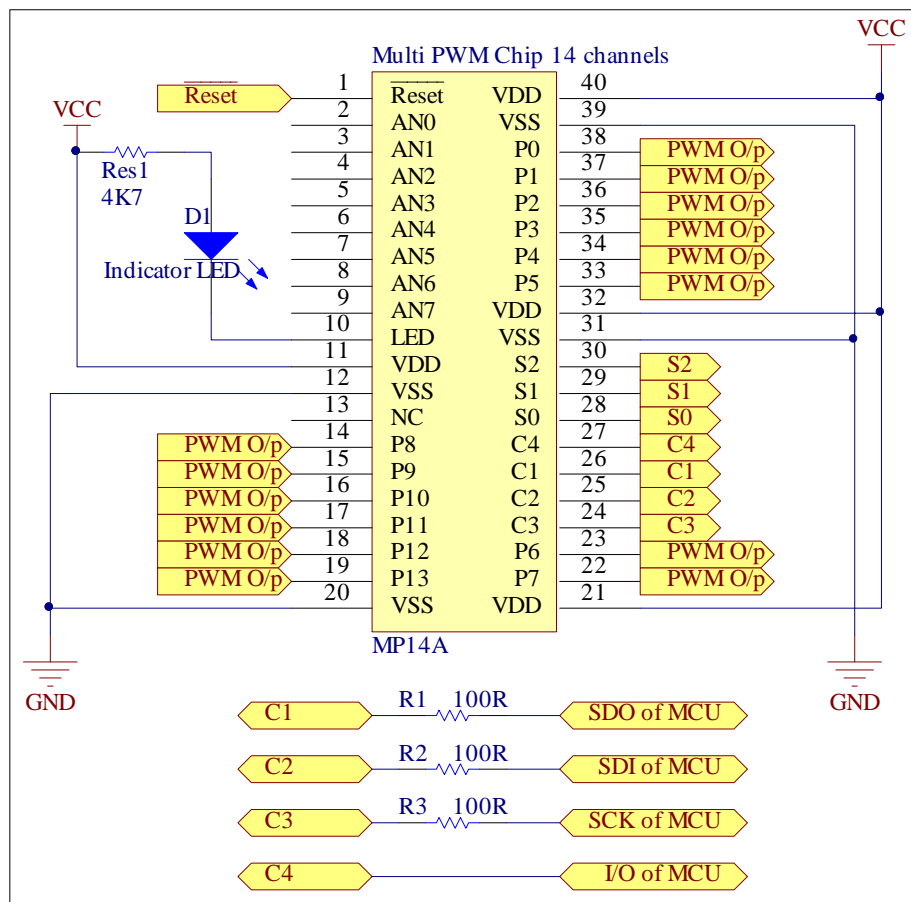 VCC
Multi PWM Chip 14 channels
Reset 1 Reset VDD 40
2 AN0 VSS 39
VCC
3 AN1 P0 38 PWM O/p
4 AN2 P1 37 PWM O/p
Res1
4K7
5 AN3 P2 36 PWM O/p
D1
6 AN4 P3 35 PWM O/p
7 AN5 P4 34 PWM O/p
Indicator LED
8 AN6 P5 33 PWM O/p
9 AN7 VDD 32
10 LED VSS 31
11 VDD S2 30 S2
12 VSS S1 29 S1
13 NC S0 28 S0
PWM O/p 14 P8 C4 27 C4
PWM O/p 15 P9 C1 26 C1
PWM O/p 16 P10 C2 25 C2
PWM O/p 17 P11 C3 24 C3
PWM O/p 18 P12 P6 23 PWM O/p
PWM O/p 19 P13 P7 22 PWM O/p
20 VSS VDD 21
MP14A
GND
GND
C1 R1 100R SDO of MCU
C2 R2 100R SDI of MCU
C3 R3 100R SCK of MCU
C4 I/O of MCU